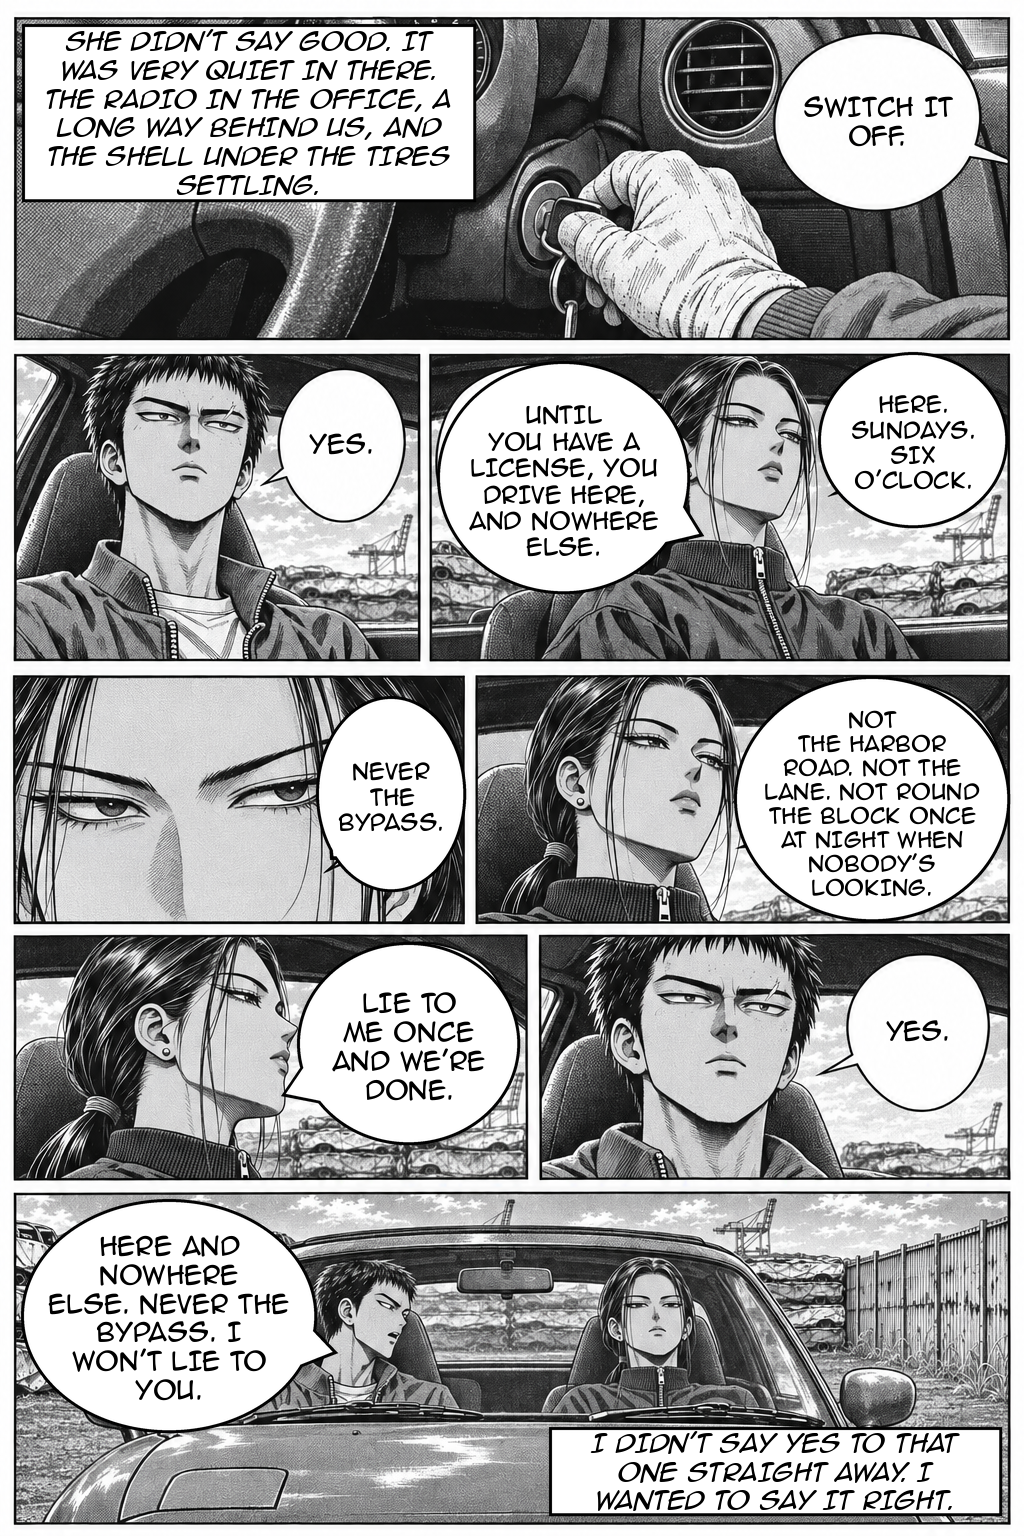 SHE DIDN'T SAY GOOD. IT
WAS VERY QUIET IN THERE.
THE RADIO IN THE OFFICE, A
LONG WAY BEHIND US, AND
THE SHELL UNDER THE TIRES
SETTLING.
SWITCH IT
OFF.
YES.
UNTIL
YOU HAVE A
LICENSE, YOU
DRIVE HERE,
AND NOWHERE
ELSE.
HERE.
SUNDAYS.
SIX
O'CLOCK.
NEVER
THE
BYPASS.
NOT
THE HARBOR
ROAD. NOT THE
LANE. NOT ROUND
THE BLOCK ONCE
AT NIGHT WHEN
NOBODY'S
LOOKING.
LIE TO
ME ONCE
AND WE'RE
DONE.
YES.
HERE AND
NOWHERE
ELSE. NEVER THE
BYPASS. I
WON'T LIE TO
YOU.
I DIDN'T SAY YES TO THAT
ONE STRAIGHT AWAY. I
WANTED TO SAY IT RIGHT.